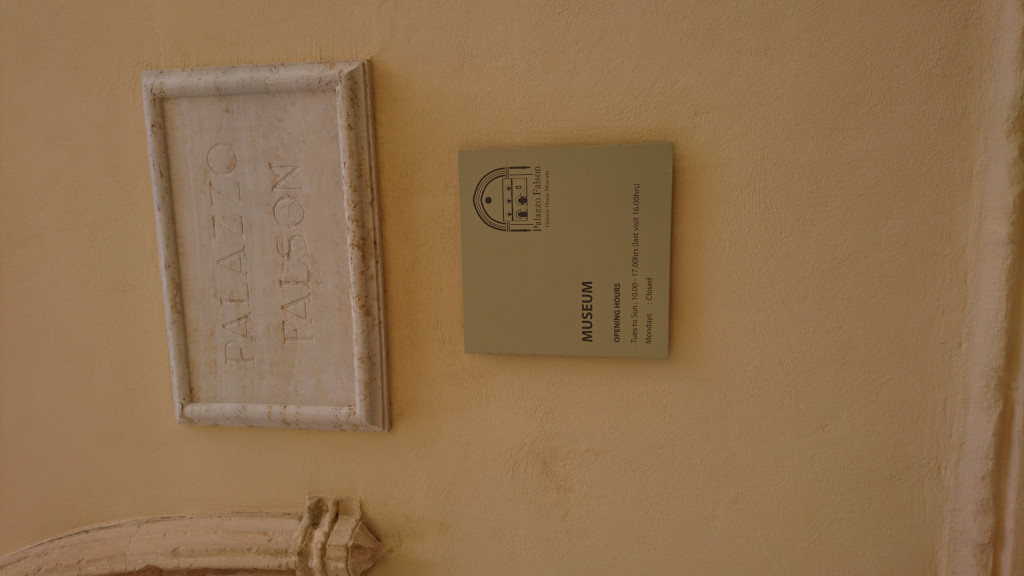 PALAZZO
FALSON
Palazzo Falson
Historic House Museum
MUSEUM
OPENING HOURS
Tues to Sun: 10.00 - 17.00hrs (last visit 16.00hrs)
Mondays : Closed